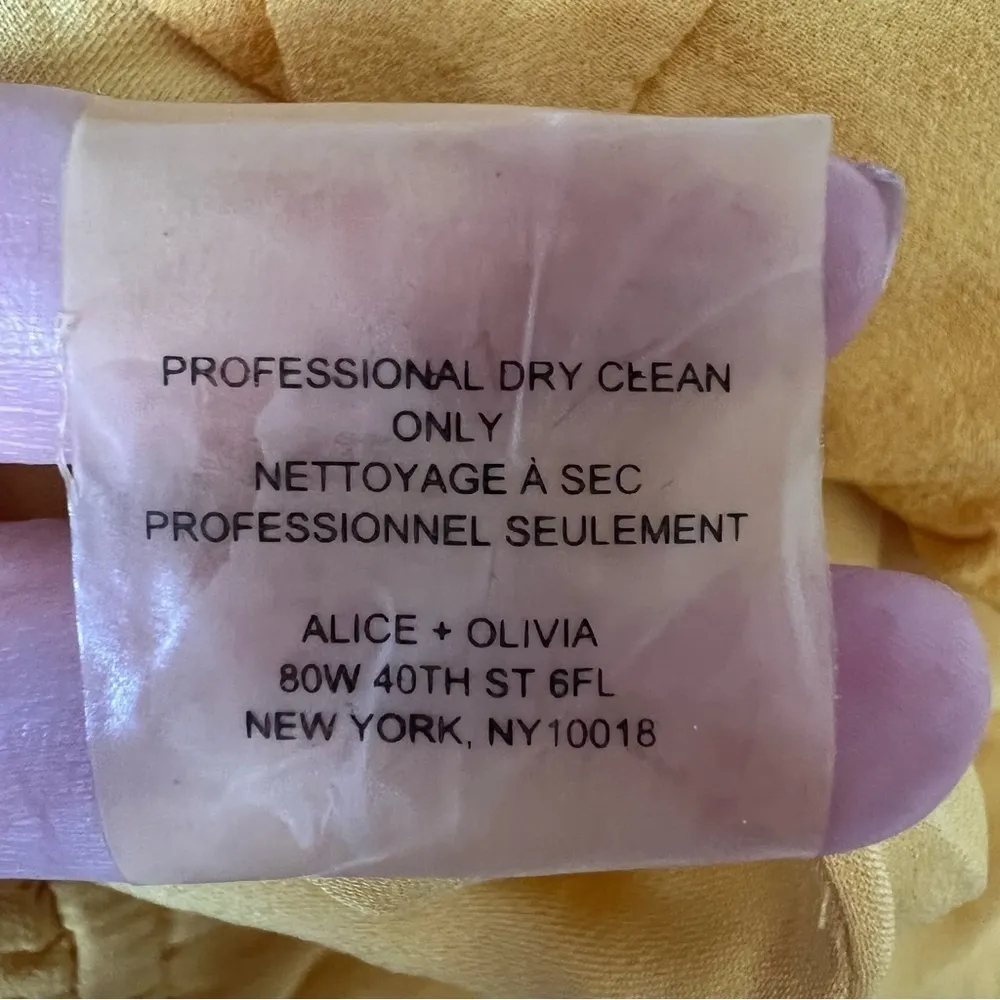 PROFESSIONAL DRY CLEAN
ONLY
NETTOYAGE À SEC
PROFESSIONNEL SEULEMENT
ALICE + OLIVIA
80W 40TH ST 6FL
NEW YORK, NY10018